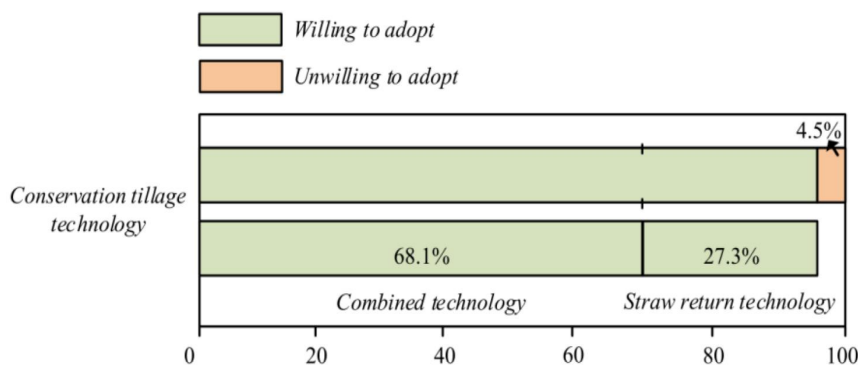 Willing to adopt
Unwilling to adopt
4.5%
Conservation tillage
technology
68.1%
27.3%
Combined technology
Straw return technology
0 20 40 60 80 100